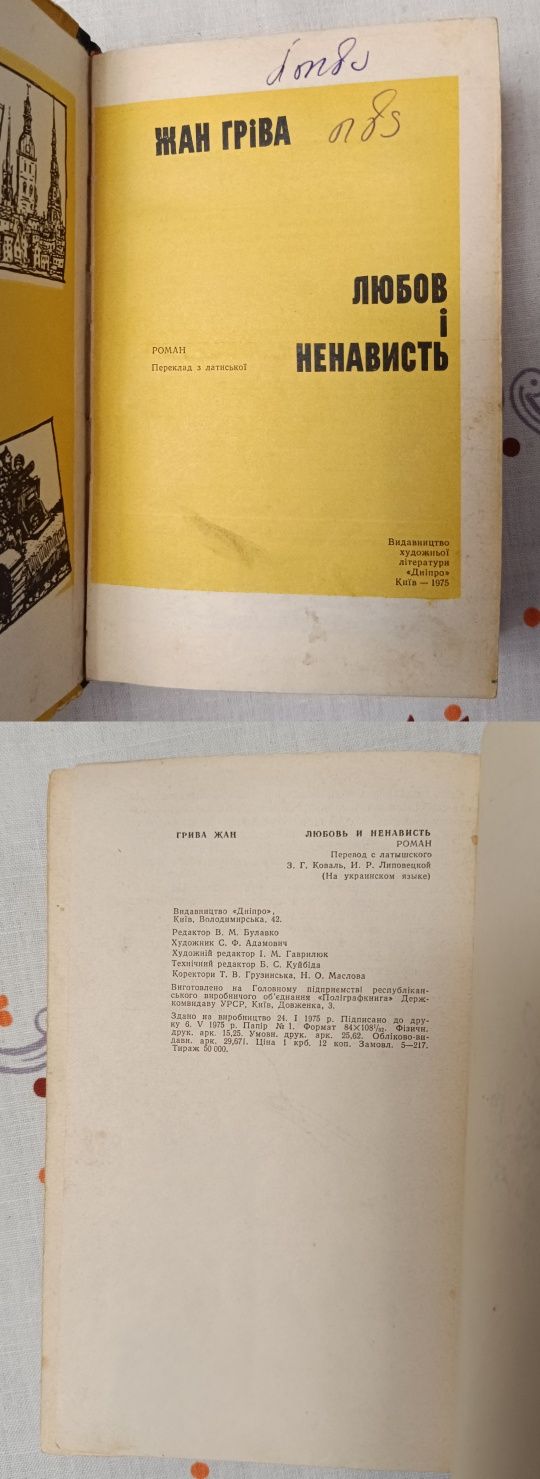 ЖАН ГРІВА
ЛЮБОВ
і
НЕНАВИСТЬ
РОМАН
Переклад з латиської
Видавництво
художньої
літератури
«Дніпро»
Київ — 1975
ГРИВА ЖАН ЛЮБОВЬ И НЕНАВИСТЬ
РОМАН
Перевод с латышского
З. Г. Коваль, И. Р. Липовецкой
(На украинском языке)
Видавництво «Дніпро»,
Київ, Володимирська, 42.
Редактор В. М. Булавко
Художник С. Ф. Адамович
Художній редактор І. М. Гаврилюк
Технічний редактор Б. С. Куйбіда
Коректори Т. В. Грузинська, Н. О. Маслова
Виготовлено на Головному підприємстві республікан-
ського виробничого об'єднання «Поліграфкнига» Держ-
комвидаву УРСР, Київ, Довженка, 3.
Здано на виробництво 24. I 1975 р. Підписано до дру-
ку 6. V 1975 р. Папір № 1. Формат 84×108¹/₃₂. Фізичн.
друк. арк. 15,25. Умовн. друк. арк. 25,62. Обліково-ви-
давн. арк. 29,671. Ціна 1 крб. 12 коп. Замовл. 5—217.
Тираж 50 000.